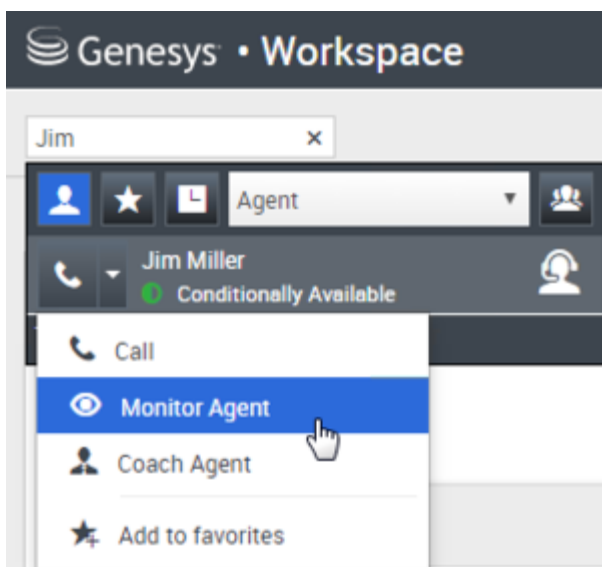 Genesys • Workspace
Jim ×
Agent
Jim Miller
Conditionally Available
Call
Monitor Agent
Coach Agent
Add to favorites